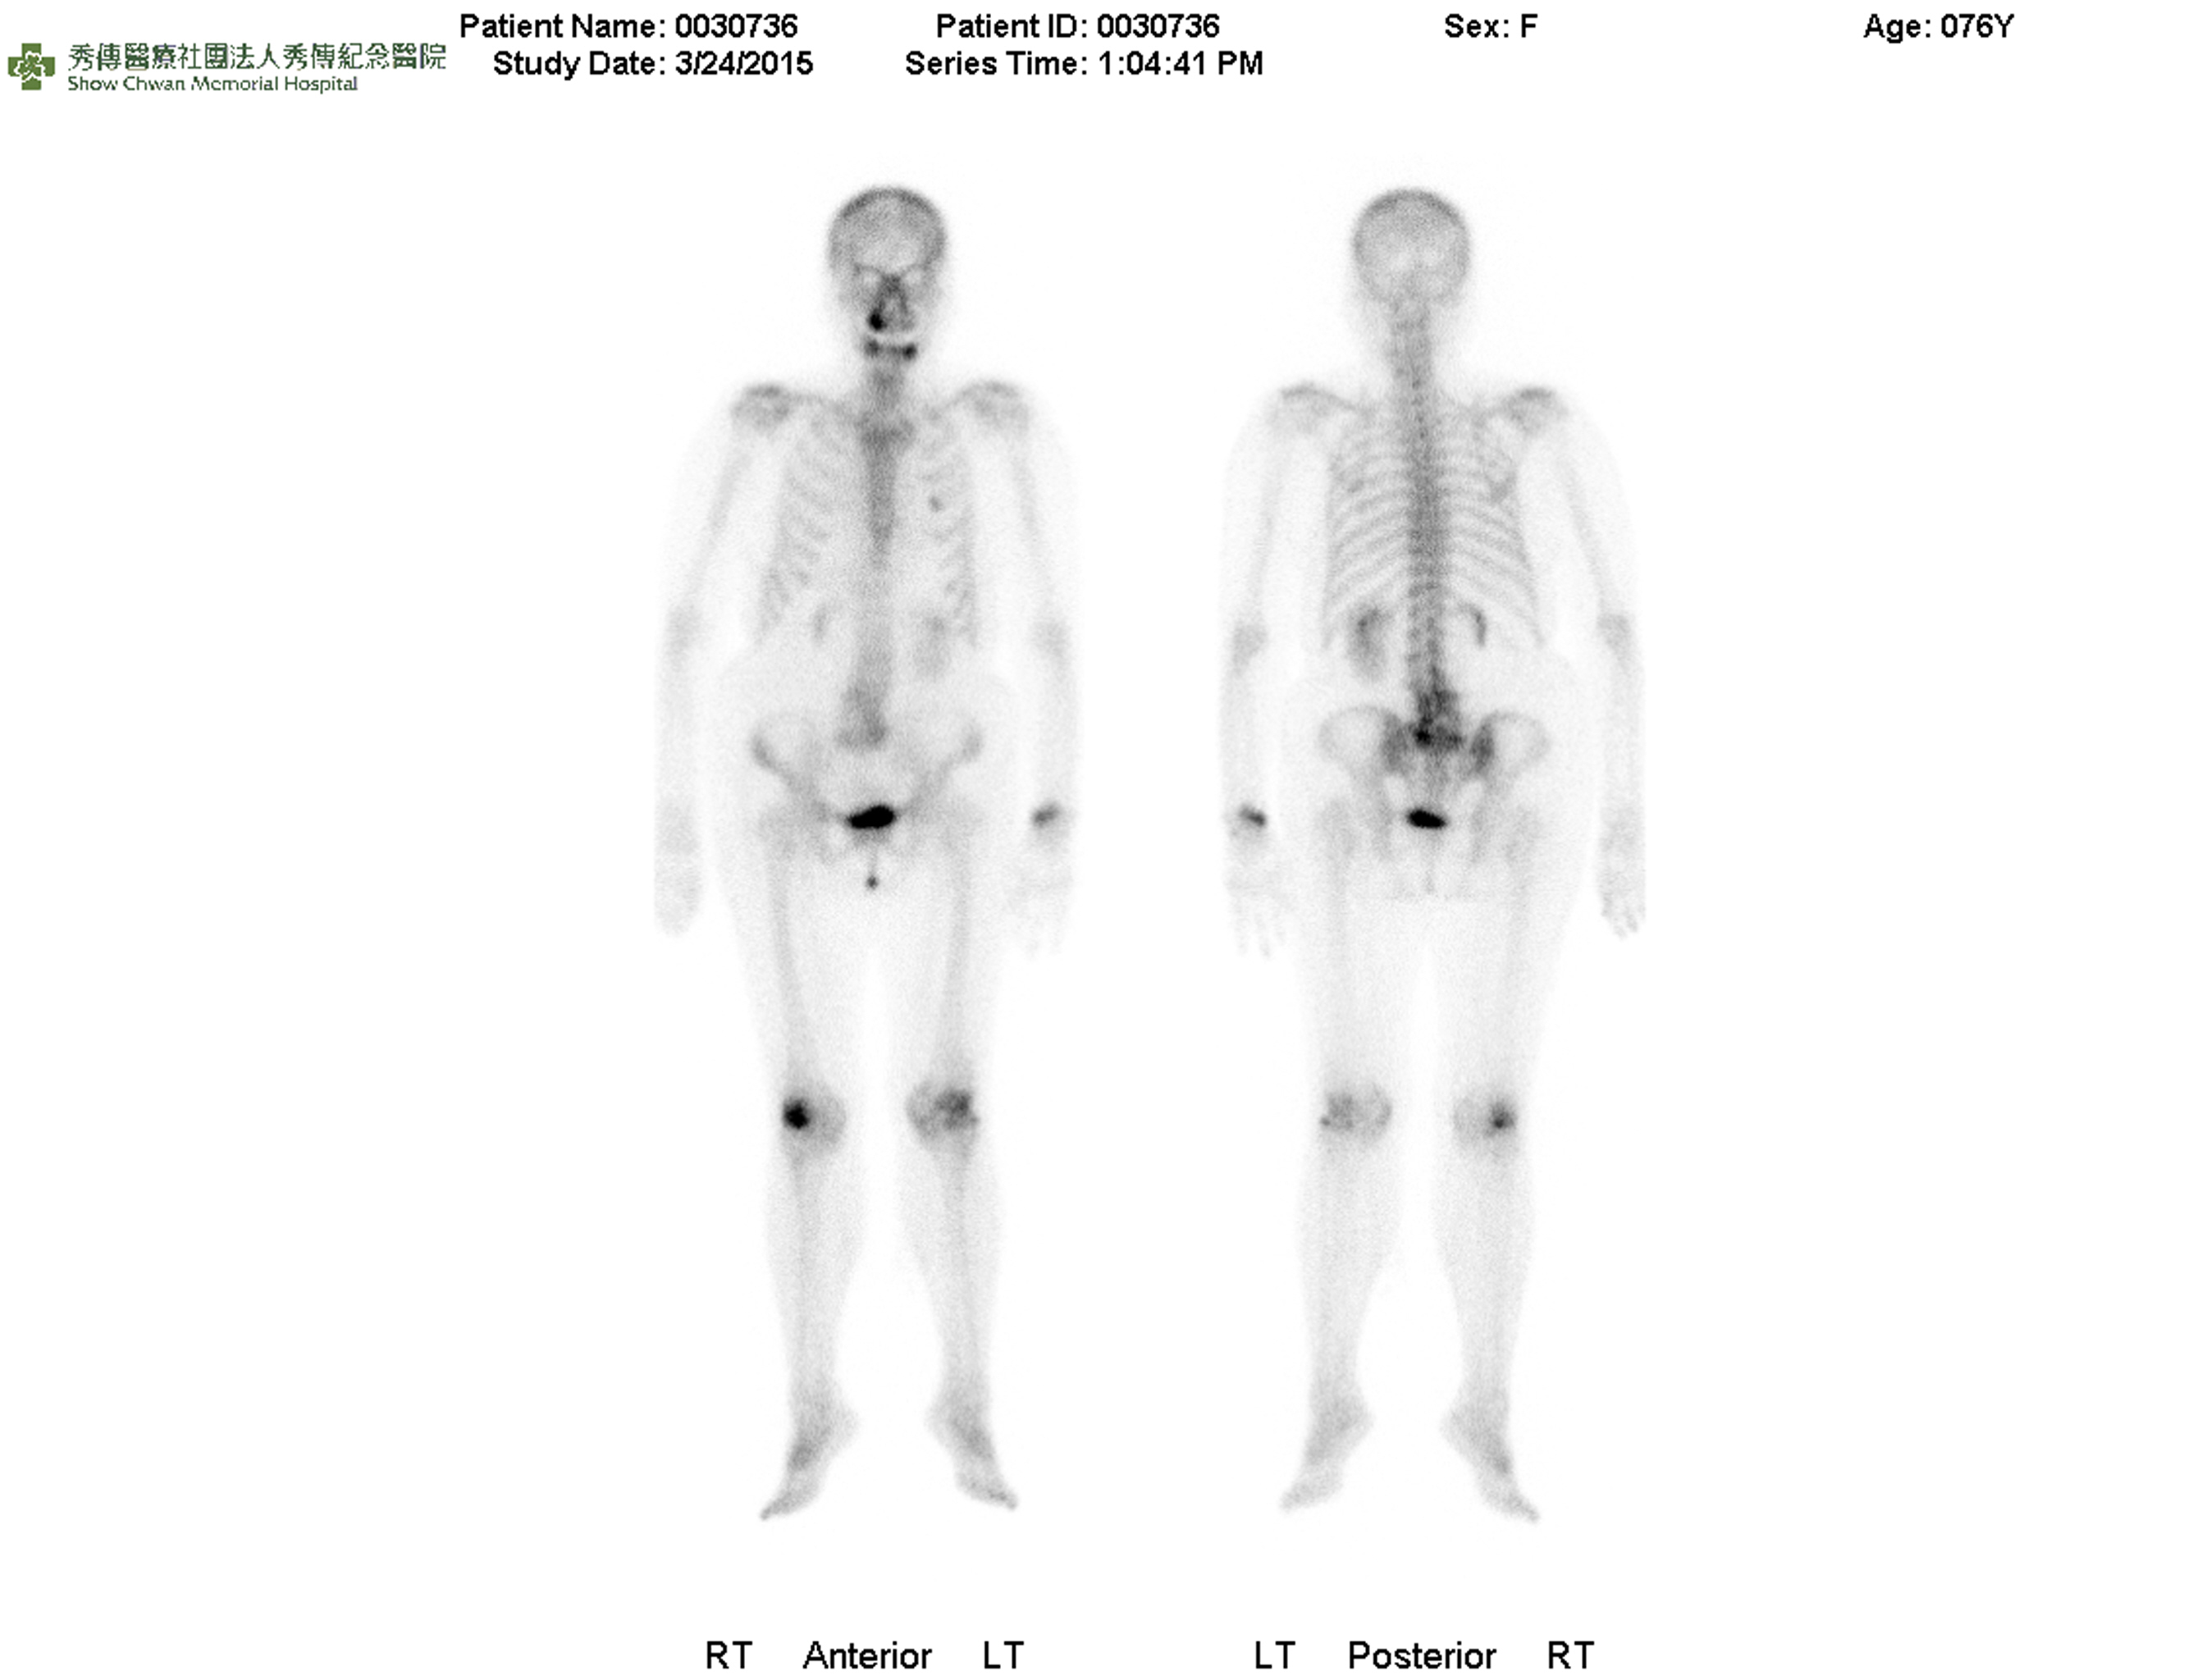 秀傳醫療社團法人秀傳紀念醫院
Show Chwan Memorial Hospital
Patient Name: 0030736 Patient ID: 0030736 Sex: F Age: 076Y
Study Date: 3/24/2015 Series Time: 1:04:41 PM
RT Anterior LT LT Posterior RT